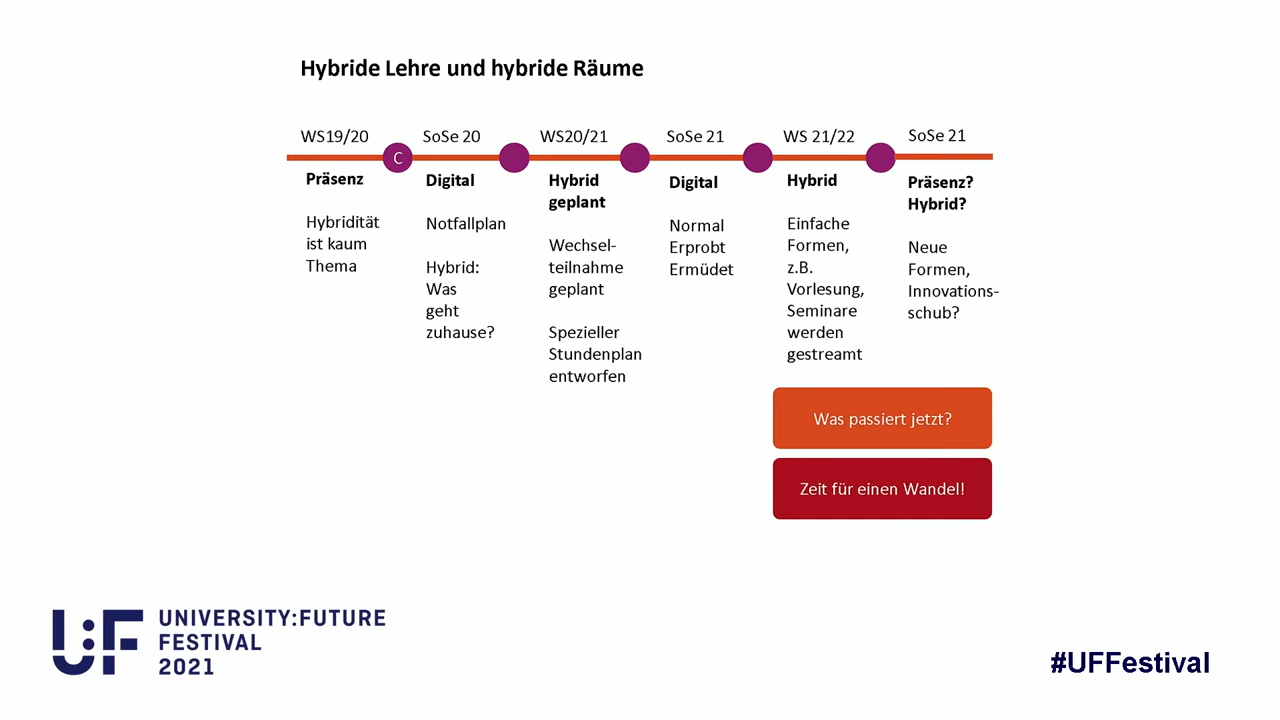 Hybride Lehre und hybride Räume
WS19/20
SoSe 20
WS20/21
SoSe 21
WS 21/22
SoSe 21
C
Präsenz
Hybridität
ist kaum
Thema
Digital
Notfallplan
Hybrid:
Was
geht
zuhause?
Hybrid
geplant
Wechsel-
teilnahme
geplant
Spezieller
Stundenplan
entworfen
Digital
Normal
Erprobt
Ermüdet
Hybrid
Einfache
Formen,
z.B.
Vorlesung,
Seminare
werden
gestreamt
Präsenz?
Hybrid?
Neue
Formen,
Innovations-
schub?
Was passiert jetzt?
Zeit für einen Wandel!
U:F
UNIVERSITY:FUTURE
FESTIVAL
2021
#UFFestival